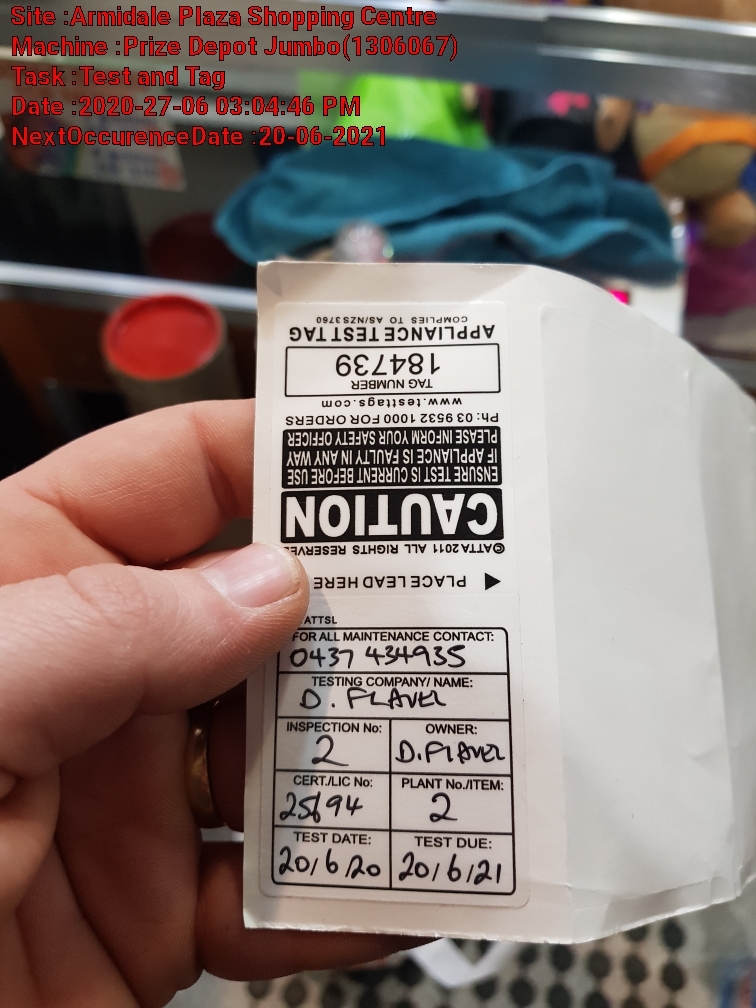 Site :Armidale Plaza Shopping Centre
Machine :Prize Depot Jumbo(1306067)
Task :Test and Tag
Date :2020-27-06 03:04:46 PM
NextOccurenceDate :20-06-2021
APPLIANCE TEST TAG
COMPLIES TO AS/NZS3760
TAG NUMBER
184739
www.testtags.com
Ph: 03 9532 1000 FOR ORDERS
ENSURE TEST IS CURRENT BEFORE USE
IF APPLIANCE IS FAULTY IN ANY WAY
PLEASE INFORM YOUR SAFETY OFFICER
CAUTION
©ATTA 2011 ALL RIGHTS RESERVE
PLACE LEAD HERE
ATTSL
FOR ALL MAINTENANCE CONTACT:
0437 434935
TESTING COMPANY/ NAME:
D. FLAVEL
INSPECTION No: OWNER:
2 D. FLAVEL
CERT./LIC No: PLANT No./ITEM:
25694 2
TEST DATE: TEST DUE:
20/6/20 20/6/21